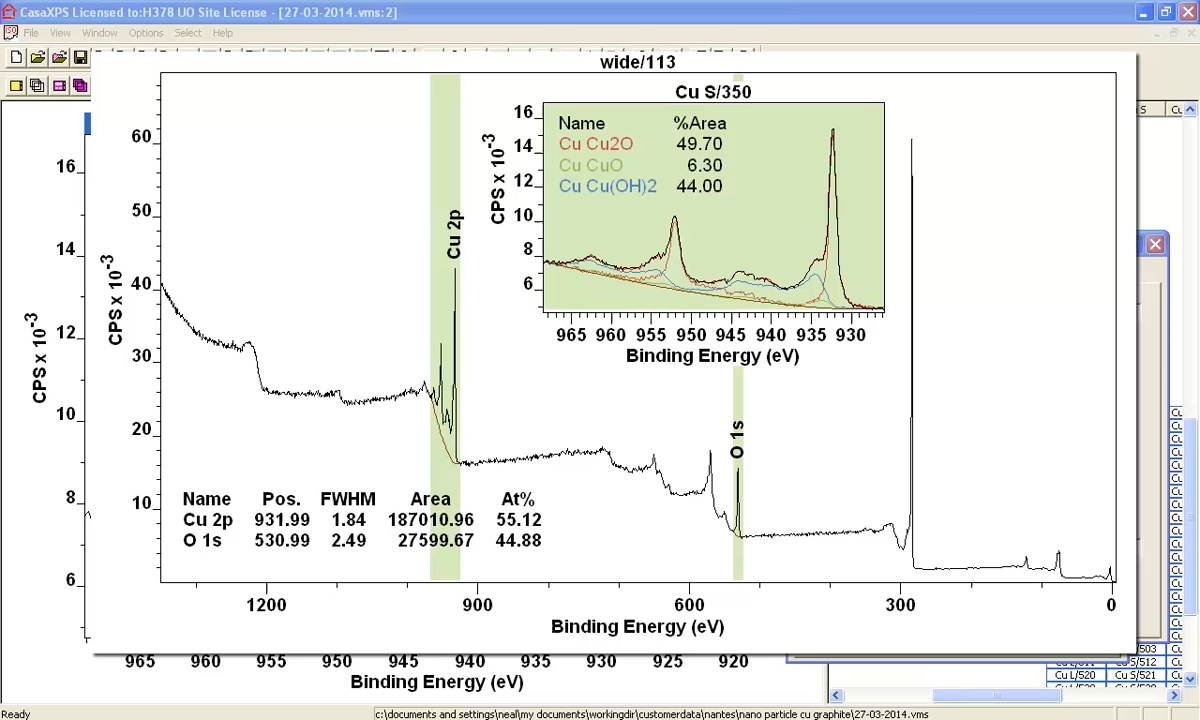 CasaXPS Licensed to:H378 UO Site License - [27-03-2014.vms:2]
File View Window Options Select Help
wide/113
Cu S/350
Name %Area
Cu Cu2O 49.70
Cu CuO 6.30
Cu Cu(OH)2 44.00
CPS x 10-3
16
14
12
10
8
6
965 960 955 950 945 940 935 930
Binding Energy (eV)
CPS x 10-3
60
50
40
30
20
10
Cu 2p
O 1s
Name Pos. FWHM Area At%
Cu 2p 931.99 1.84 187010.96 55.12
O 1s 530.99 2.49 27599.67 44.88
1200 900 600 300 0
Binding Energy (eV)
CPS x 10-3
16
14
12
10
8
6
965 960 955 950 945 940 935 930 925 920
Binding Energy (eV)
/503
S/512
Cu L/520 Cu S/521
Ready
c:\documents and settings\neal\my documents\workingdir\customerdata\nantes\nano particle cu graphite\27-03-2014.vms